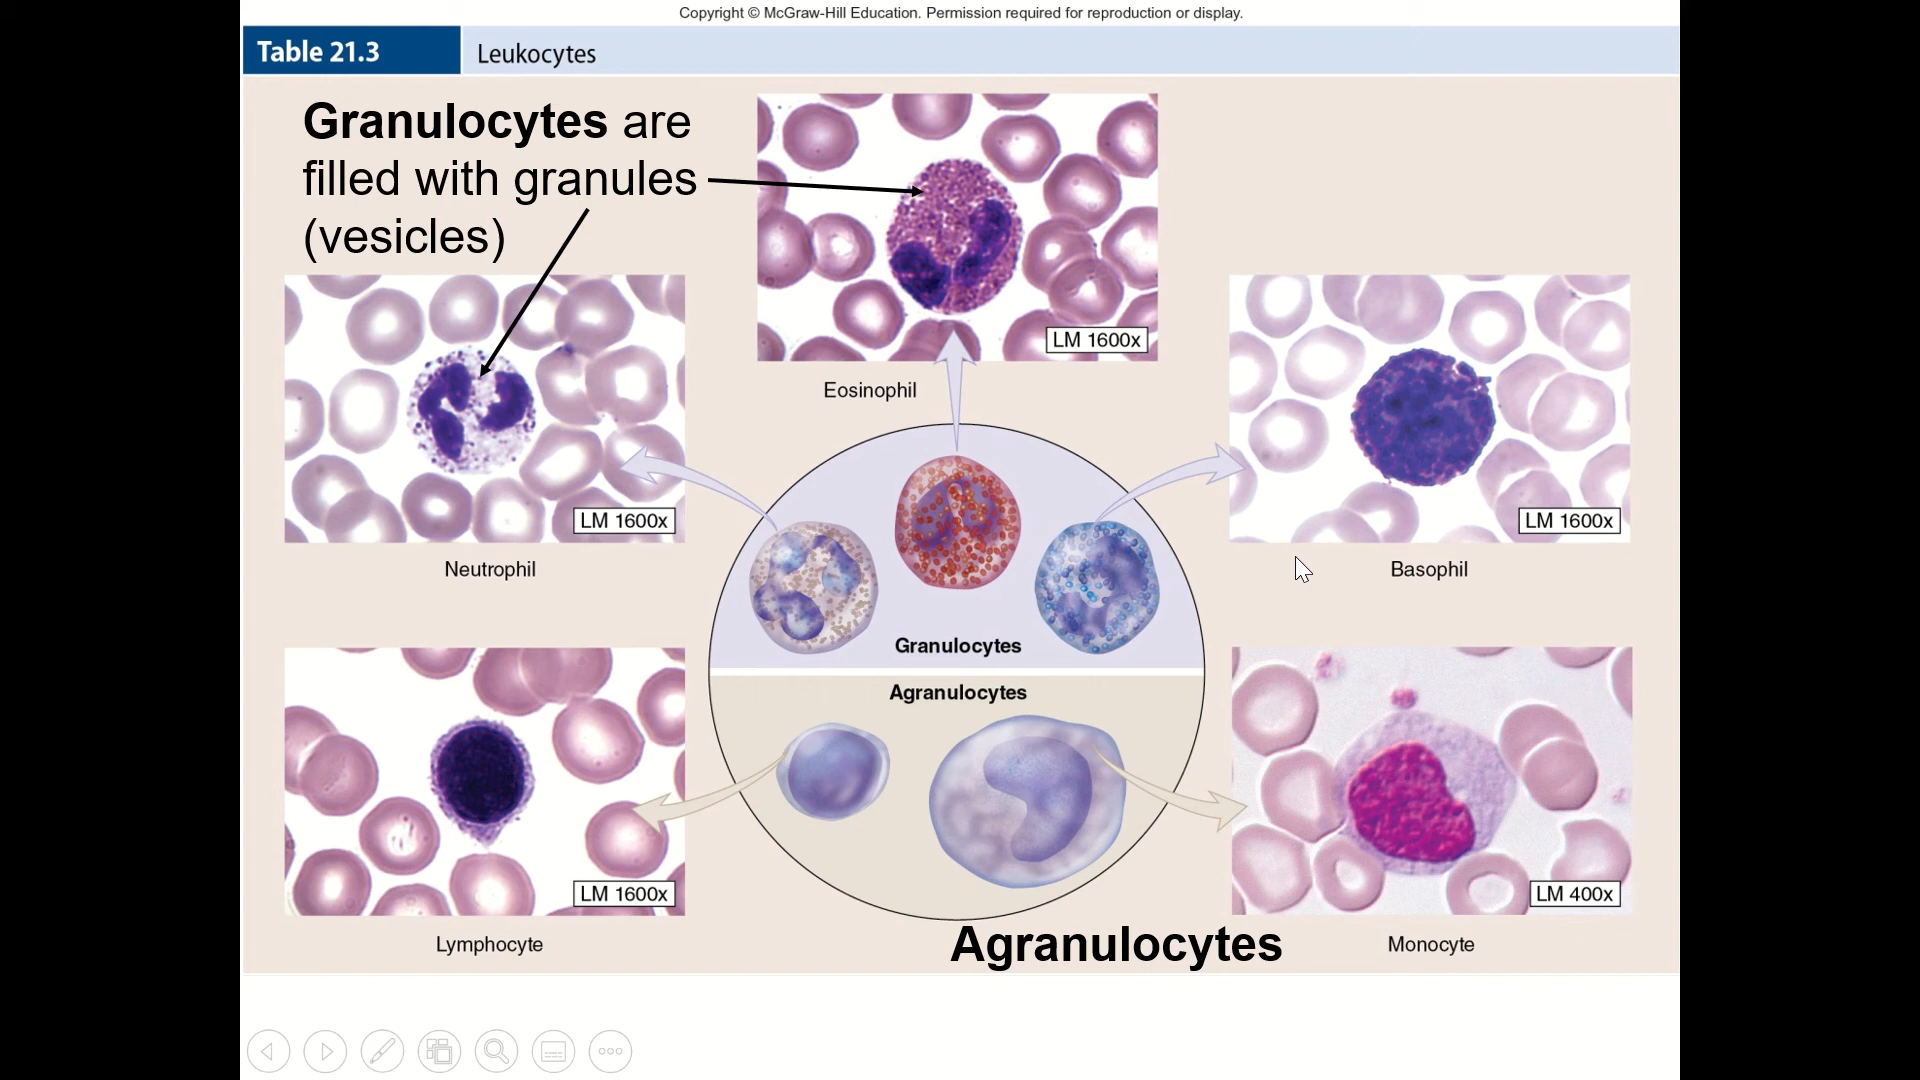 Copyright © McGraw-Hill Education. Permission required for reproduction or display.
Table 21.3
Leukocytes
Granulocytes are
filled with granules
(vesicles)
LM 1600x
Eosinophil
LM 1600x
Neutrophil
LM 1600x
Basophil
Granulocytes
Agranulocytes
LM 1600x
Lymphocyte
LM 400x
Monocyte
Agranulocytes